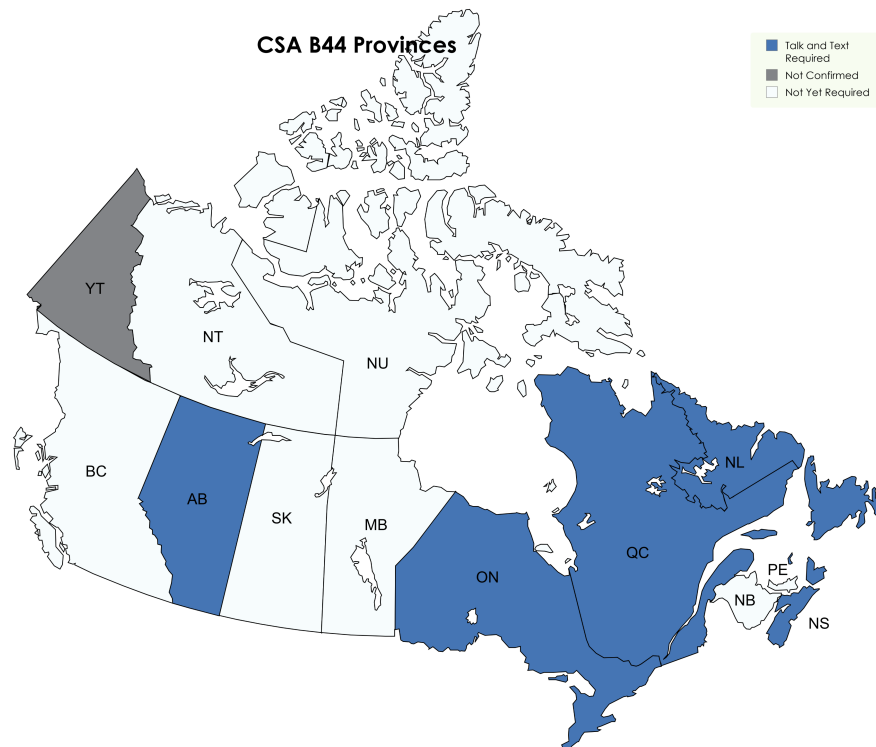 CSA B44 Provinces
Talk and Text
Required
Not Confirmed
Not Yet Required
YT
NT
NU
BC
AB
SK
MB
ON
QC
NL
PE
NB
NS